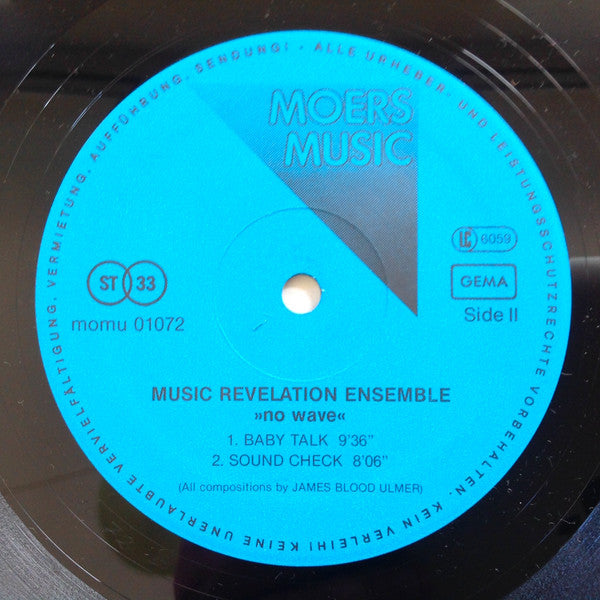 ALLE URHEBER- UND LEISTUNGSSCHUTZRECHTE VORBEHALTEN. KEIN VERLEIH! KEINE UNERLAUBTE VERVIELFÄLTIGUNG, VERMIETUNG, AUFFÜHRUNG, SENDUNG! ·
MOERS
MUSIC
LC 6059
GEMA
Side II
ST 33
momu 01072
MUSIC REVELATION ENSEMBLE
»no wave«
1. BABY TALK 9'36"
2. SOUND CHECK 8'06"
(All compositions by JAMES BLOOD ULMER)